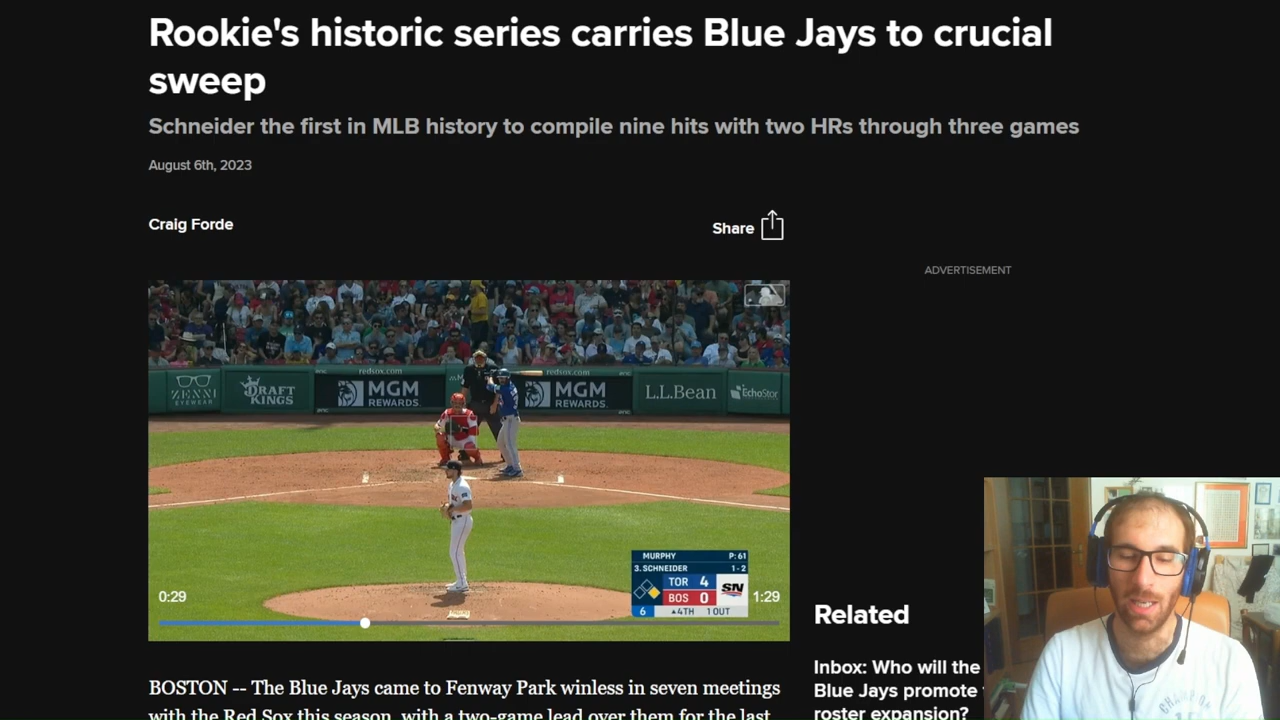 Rookie's historic series carries Blue Jays to crucial
sweep
Schneider the first in MLB history to compile nine hits with two HRs through three games
August 6th, 2023
Craig Forde
Share
ADVERTISEMENT
redsox.com
redsox.com
ZENNI
EYEWEAR
DRAFT
KINGS
MGM
REWARDS
MGM
REWARDS
L.L.Bean
EchoStor
MURPHY P: 61
3. SCHNEIDER 1 - 2
TOR 4
BOS 0
SN
6 ▲4TH 1 OUT
0:29
1:29
Related
Inbox: Who will the
Blue Jays promote
roster expansion?
BOSTON -- The Blue Jays came to Fenway Park winless in seven meetings
with the Red Sox this season, with a two-game lead over them for the last